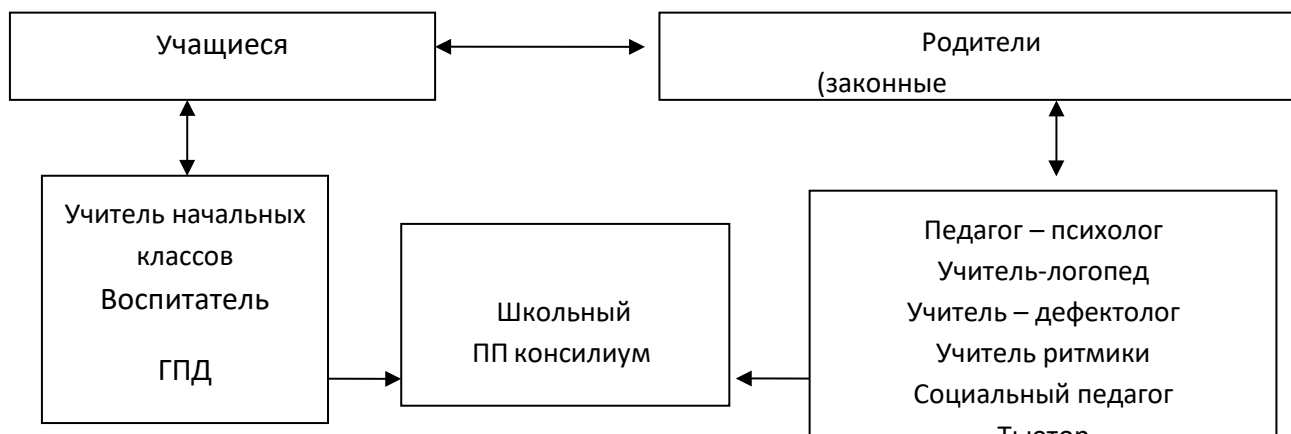 Учащиеся
Родители
(законные
Учитель начальных
классов
Воспитатель
ГПД
Школьный
ПП консилиум
Педагог – психолог
Учитель-логопед
Учитель – дефектолог
Учитель ритмики
Социальный педагог
Тьютор